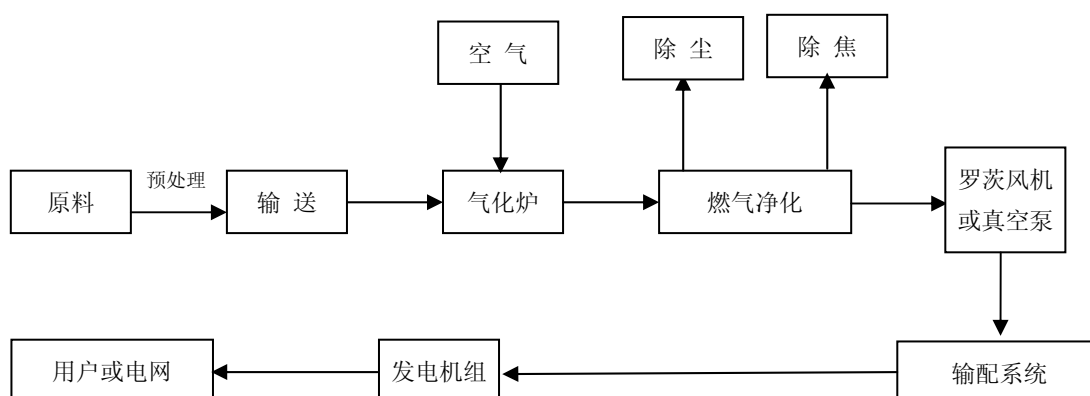 空 气
除 尘
除 焦
原料
预处理
输 送
气化炉
燃气净化
罗茨风机
或真空泵
用户或电网
发电机组
输配系统